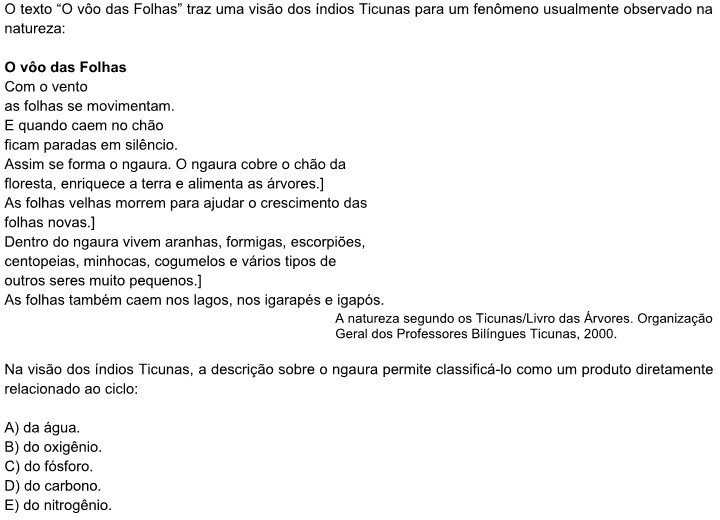 O texto “O vôo das Folhas” traz uma visão dos índios Ticunas para um fenômeno usualmente observado na
natureza:
O vôo das Folhas
Com o vento
as folhas se movimentam.
E quando caem no chão
ficam paradas em silêncio.
Assim se forma o ngaura. O ngaura cobre o chão da
floresta, enriquece a terra e alimenta as árvores.]
As folhas velhas morrem para ajudar o crescimento das
folhas novas.]
Dentro do ngaura vivem aranhas, formigas, escorpiões,
centopeias, minhocas, cogumelos e vários tipos de
outros seres muito pequenos.]
As folhas também caem nos lagos, nos igarapés e igapós.
A natureza segundo os Ticunas/Livro das Árvores. Organização
Geral dos Professores Bilíngues Ticunas, 2000.
Na visão dos índios Ticunas, a descrição sobre o ngaura permite classificá-lo como um produto diretamente
relacionado ao ciclo:
A) da água.
B) do oxigênio.
C) do fósforo.
D) do carbono.
E) do nitrogênio.